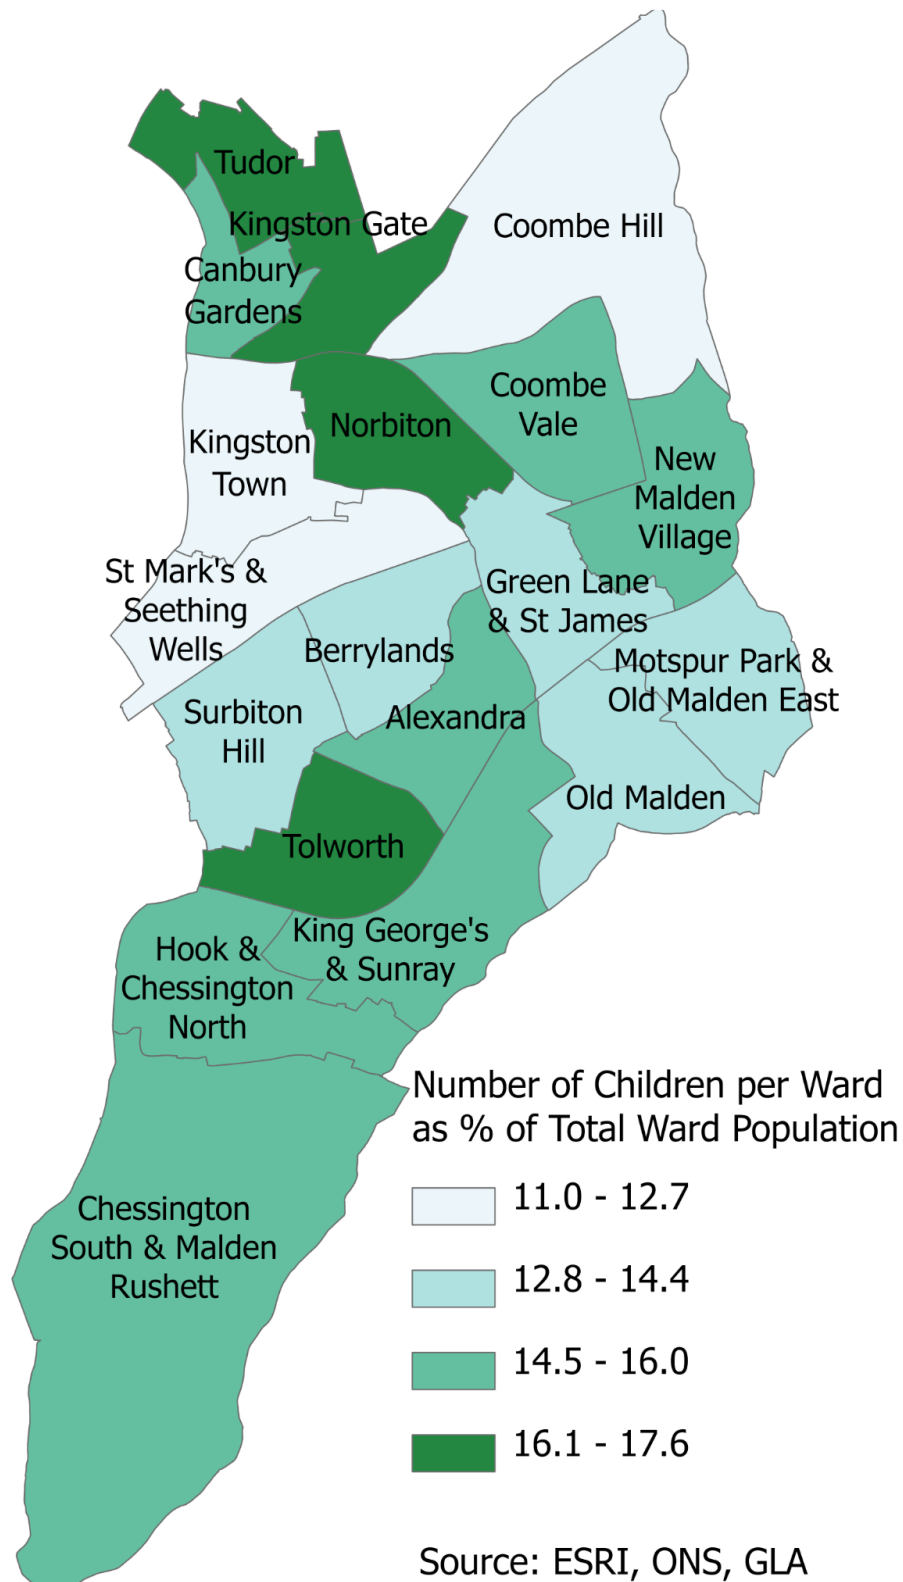 Tudor
Kingston Gate
Coombe Hill
Canbury
Gardens
Coombe
Vale
Norbiton
Kingston
Town
New
Malden
Village
St Mark's &
Seething
Wells
Green Lane
& St James
Berrylands
Motspur Park &
Old Malden East
Surbiton
Hill
Alexandra
Old Malden
Tolworth
King George's
& Sunray
Hook &
Chessington
North
Chessington
South & Malden
Rushett
Number of Children per Ward
as % of Total Ward Population
11.0 - 12.7
12.8 - 14.4
14.5 - 16.0
16.1 - 17.6
Source: ESRI, ONS, GLA